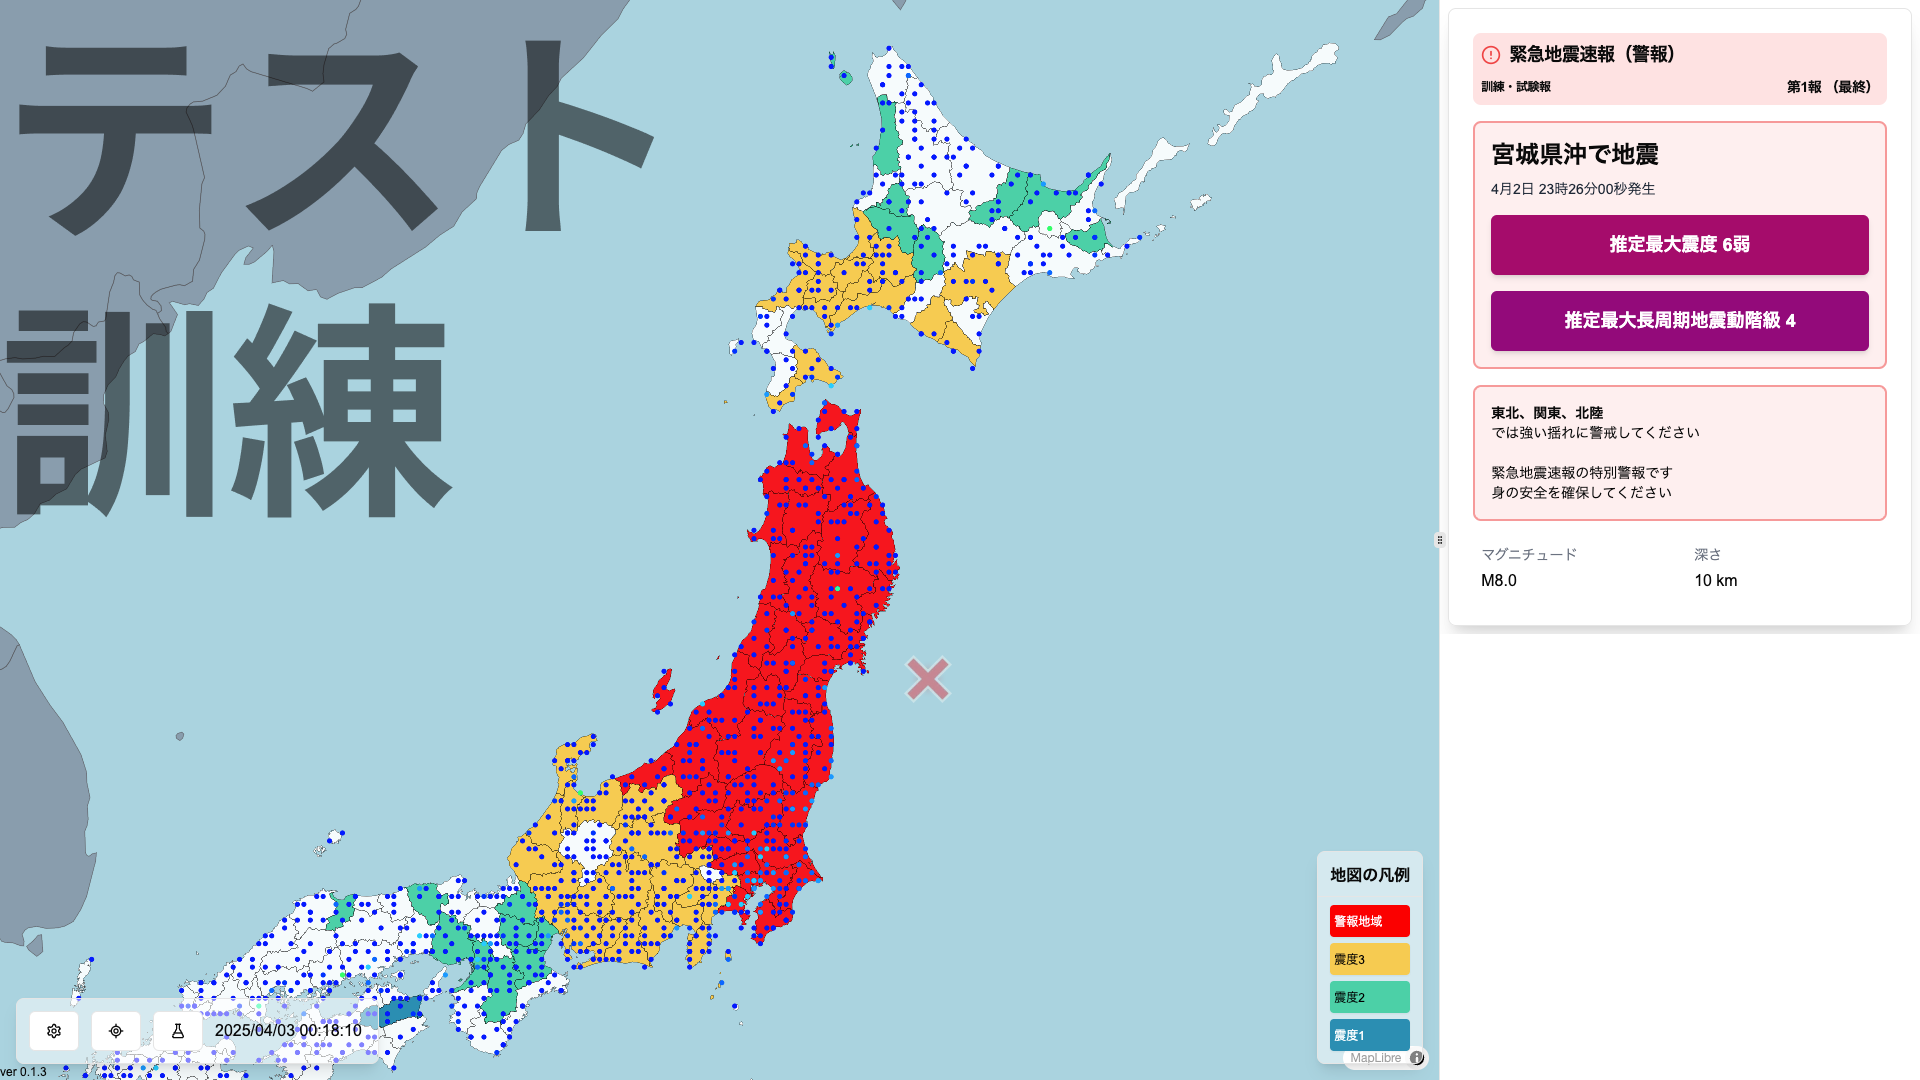 テスト
訓練
緊急地震速報（警報）
訓練・試験報
第1報 （最終）
宮城県沖で地震
4月2日 23時26分00秒発生
推定最大震度 6弱
推定最大長周期地震動階級 4
東北、関東、北陸
では強い揺れに警戒してください
緊急地震速報の特別警報です
身の安全を確保してください
マグニチュード
深さ
M8.0
10 km
地図の凡例
警報地域
震度3
震度2
震度1
MapLibre
2025/04/03 00:18:10
ver 0.1.3